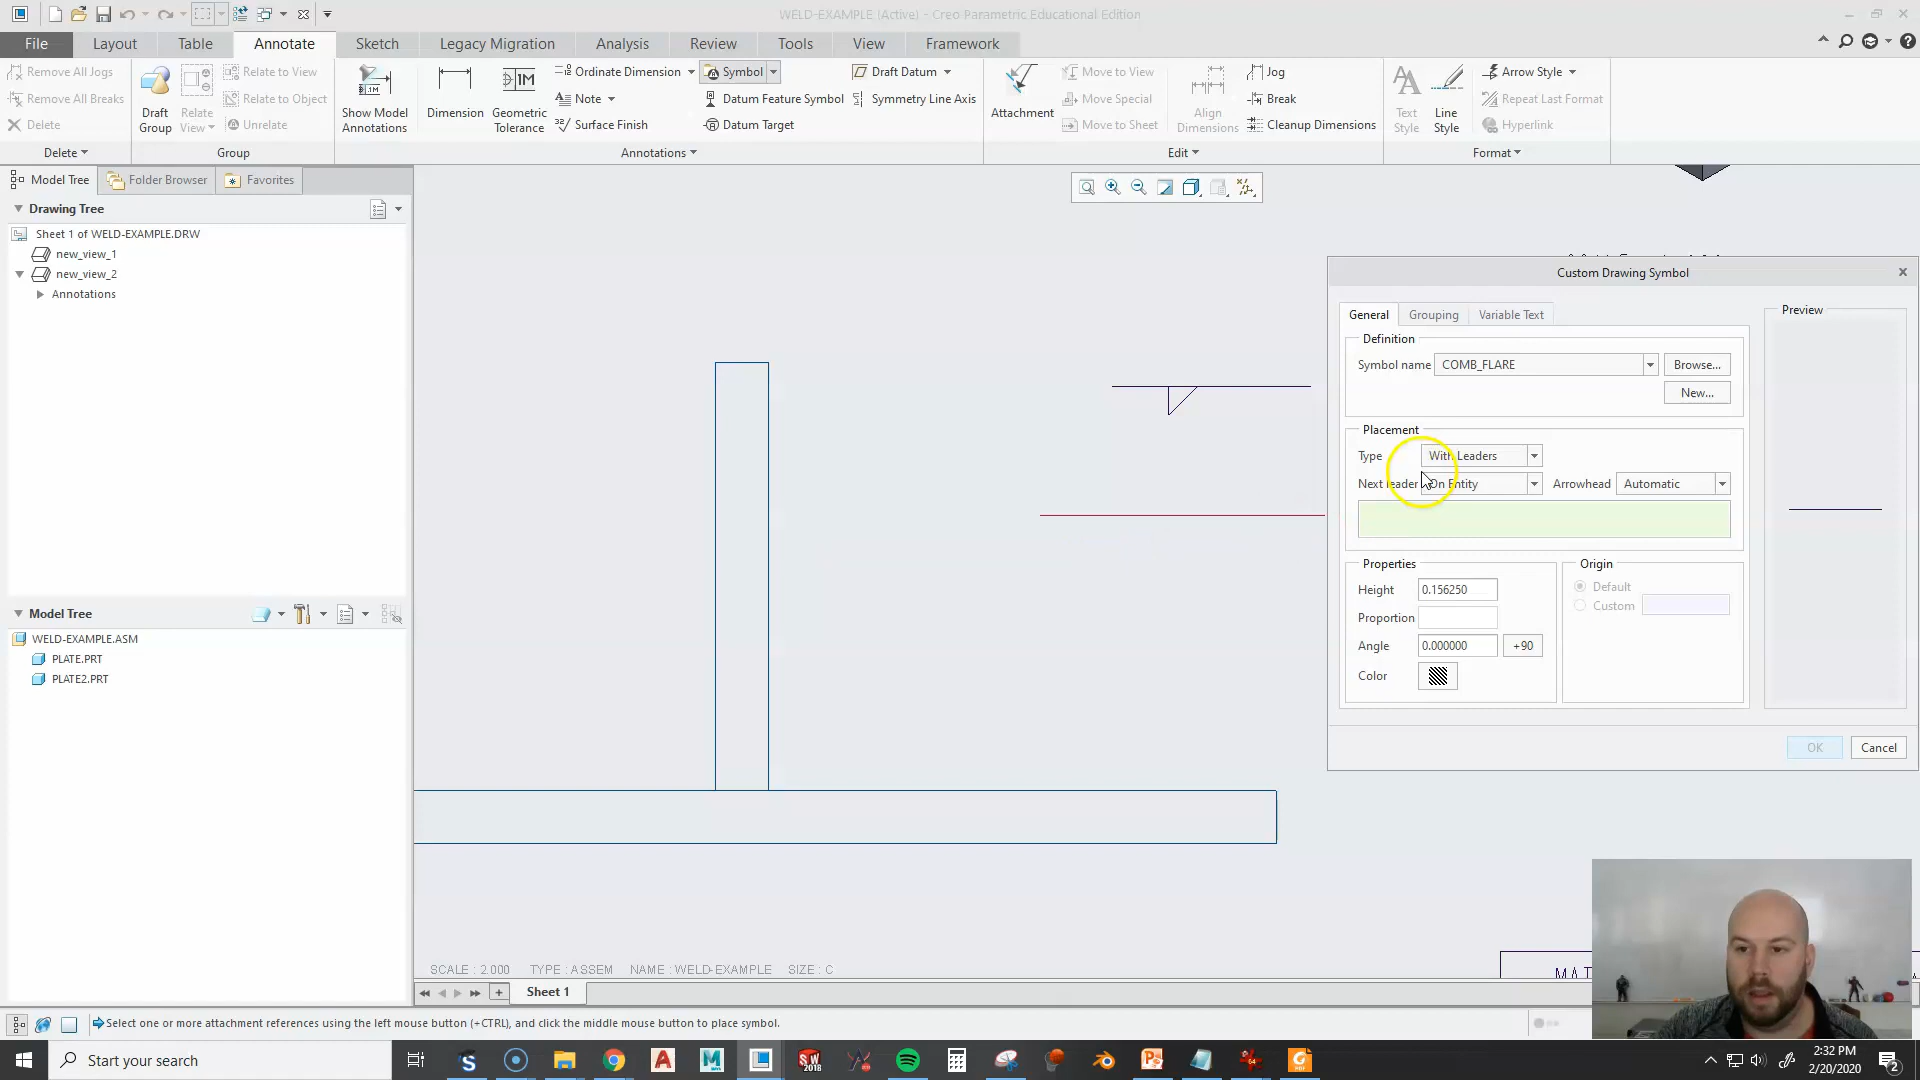 WELD-EXAMPLE (Active) - Creo Parametric Educational Edition
File Layout Table Annotate Sketch Legacy Migration Analysis Review Tools View Framework
Remove All Jogs
Remove All Breaks
Delete
Delete
Draft Group
Relate View
Relate to View
Relate to Object
Unrelate
Group
Show Model Annotations
Dimension
Geometric Tolerance
Ordinate Dimension
Note
Surface Finish
Symbol
Datum Feature Symbol
Datum Target
Draft Datum
Symmetry Line Axis
Annotations
Attachment
Move to View
Move Special
Move to Sheet
Align Dimensions
Jog
Break
Cleanup Dimensions
Edit
Text Style
Line Style
Arrow Style
Repeat Last Format
Hyperlink
Format
Model Tree Folder Browser Favorites
Drawing Tree
Sheet 1 of WELD-EXAMPLE.DRW
new_view_1
new_view_2
Annotations
Model Tree
WELD-EXAMPLE.ASM
PLATE.PRT
PLATE2.PRT
Custom Drawing Symbol
General Grouping Variable Text
Preview
Definition
Symbol name COMB_FLARE Browse...
New...
Placement
Type With Leaders
Next leader On Entity Arrowhead Automatic
Properties
Height 0.156250
Proportion
Angle 0.000000 +90
Color
Origin
Default
Custom
OK Cancel
SCALE : 2.000 TYPE : ASSEM NAME : WELD-EXAMPLE SIZE : C
MAT
Sheet 1
Select one or more attachment references using the left mouse button (+CTRL), and click the middle mouse button to place symbol.
Start your search
2:32 PM
2/20/2020
2